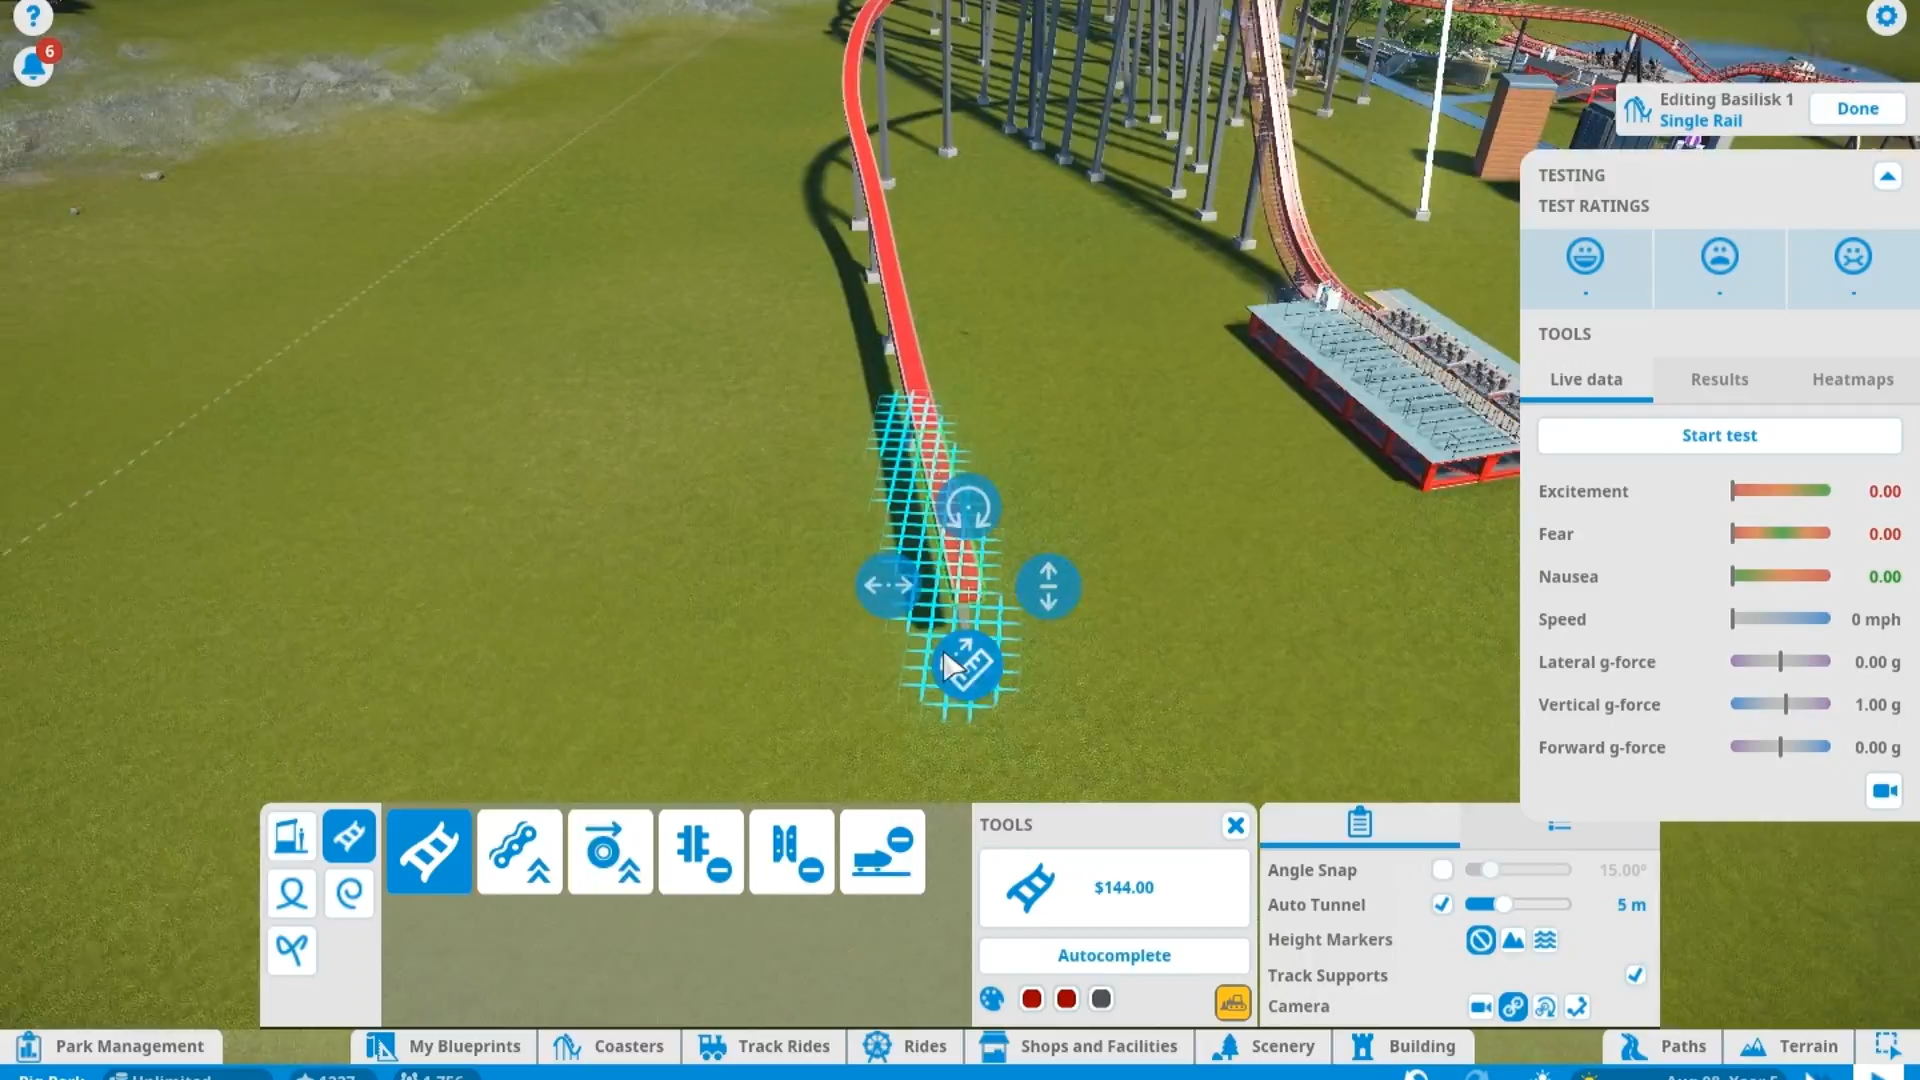 ?
6
Editing Basilisk 1
Single Rail
Done
TESTING
TEST RATINGS
-
-
-
TOOLS
Live data
Results
Heatmaps
Start test
Excitement 0.00
Fear 0.00
Nausea 0.00
Speed 0 mph
Lateral g-force 0.00 g
Vertical g-force 1.00 g
Forward g-force 0.00 g
TOOLS
$144.00
Autocomplete
Angle Snap 15.00°
Auto Tunnel 5 m
Height Markers
Track Supports
Camera
Park Management
My Blueprints
Coasters
Track Rides
Rides
Shops and Facilities
Scenery
Building
Paths
Terrain
Unlimited